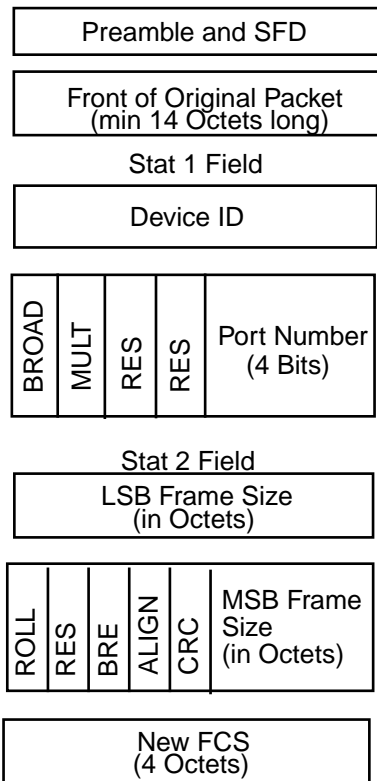 Preamble and SFD
Front of Original Packet
(min 14 Octets long)
Stat 1 Field
Device ID
BROAD
MULT
RES
RES
Port Number
(4 Bits)
Stat 2 Field
LSB Frame Size
(in Octets)
ROLL
RES
BRE
ALIGN
CRC
MSB Frame
Size
(in Octets)
New FCS
(4 Octets)